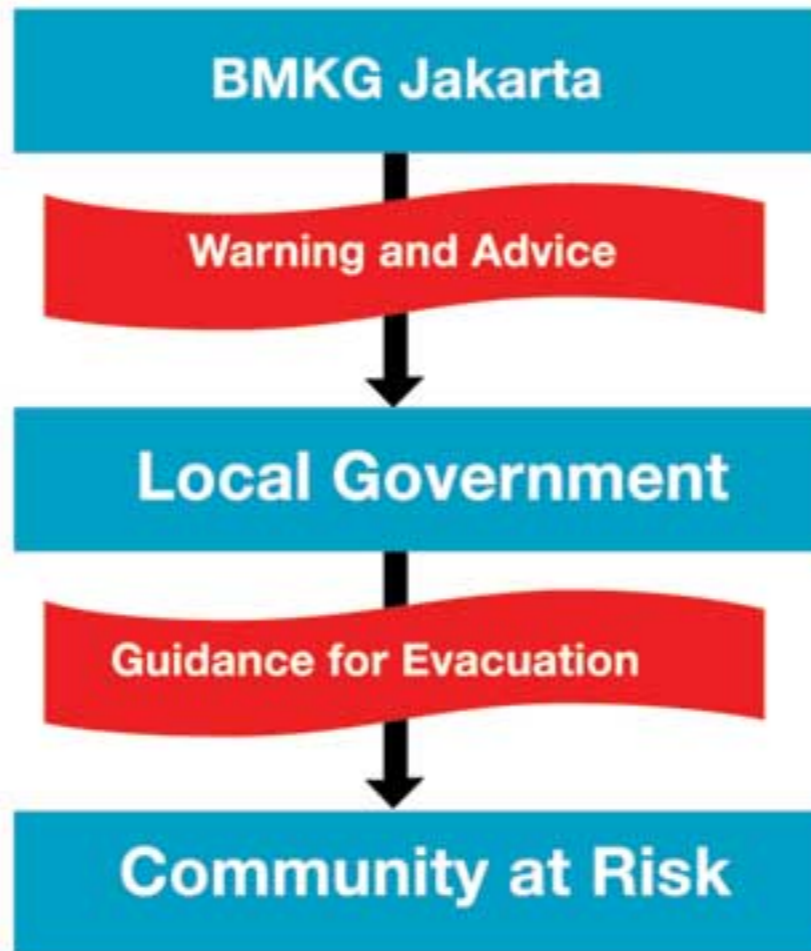 BMKG Jakarta
Warning and Advice
Local Government
Guidance for Evacuation
Community at Risk